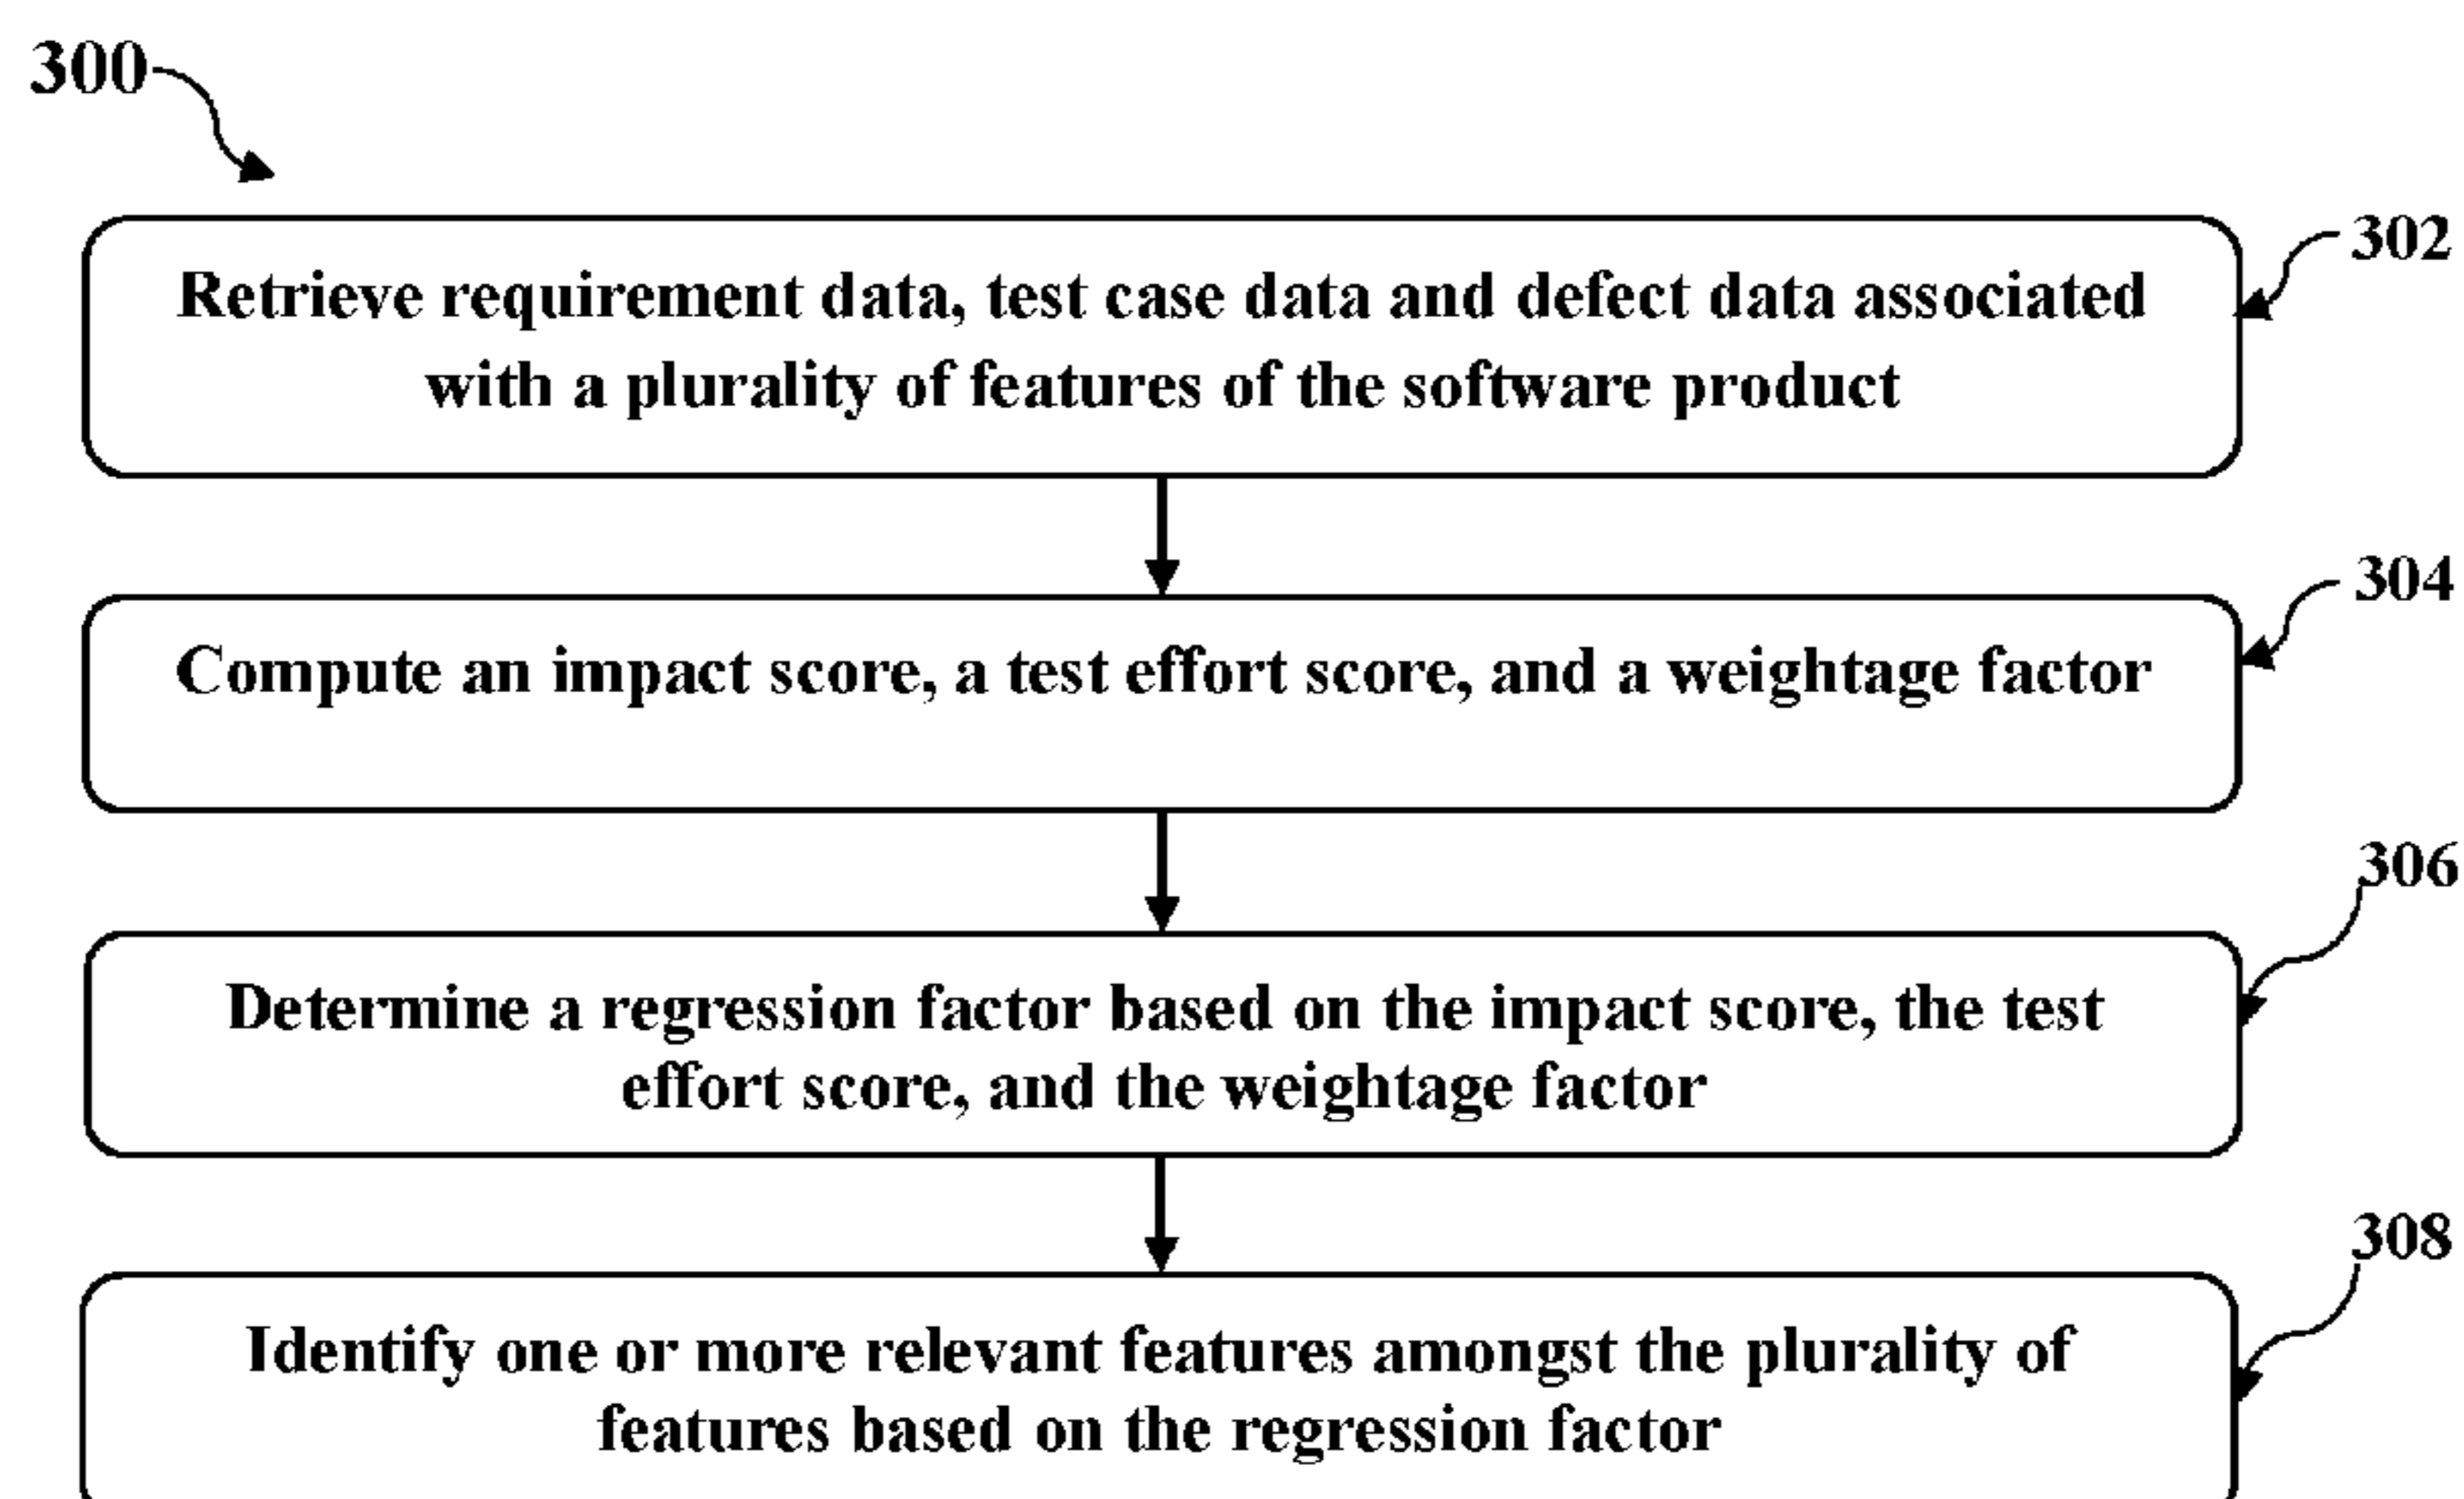 300
302
Retrieve requirement data, test case data and defect data associated
with a plurality of features of the software product
304
Compute an impact score, a test effort score, and a weightage factor
306
Determine a regression factor based on the impact score, the test
effort score, and the weightage factor
308
Identify one or more relevant features amongst the plurality of
features based on the regression factor